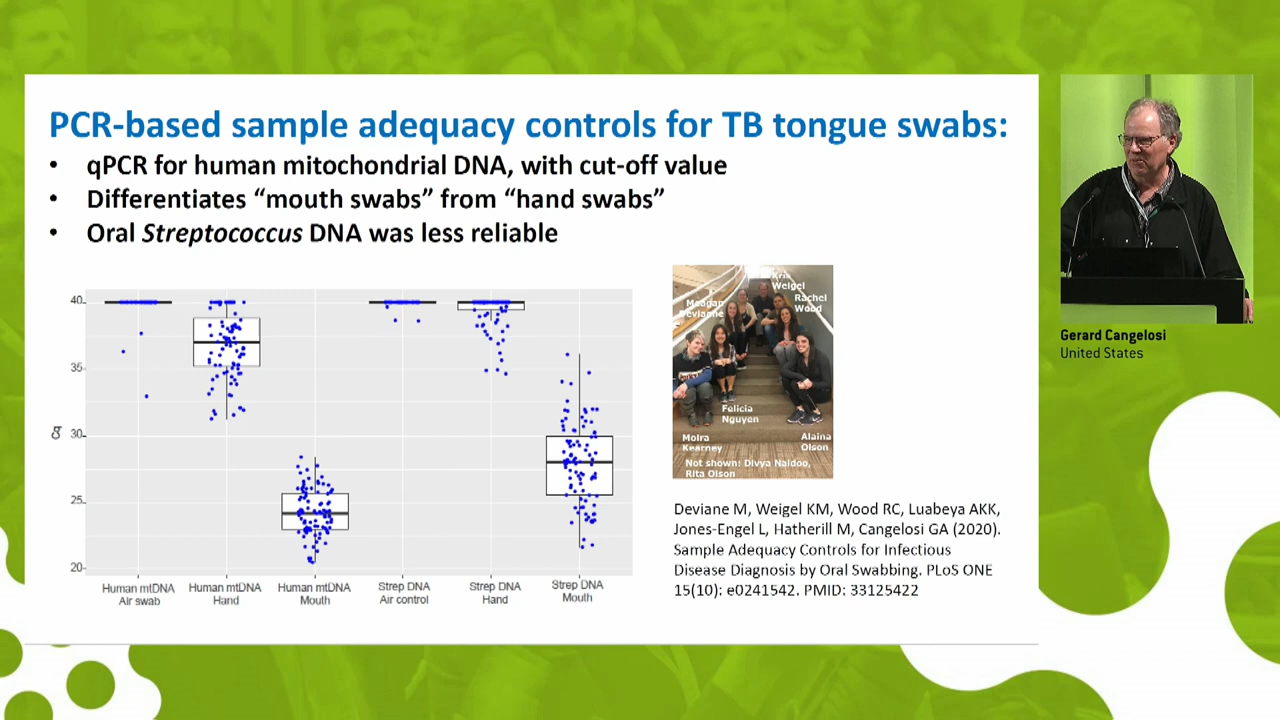 PCR-based sample adequacy controls for TB tongue swabs:
• qPCR for human mitochondrial DNA, with cut-off value
• Differentiates “mouth swabs” from “hand swabs”
• Oral Streptococcus DNA was less reliable
Cq
40
35
30
25
20
Human mtDNA
Air swab
Human mtDNA
Hand
Human mtDNA
Mouth
Strep DNA
Air control
Strep DNA
Hand
Strep DNA
Mouth
Kris
Weigel
Meagan
Deviaene
Rachel
Wood
Felicia
Nguyen
Moira
Kearney
Alaina
Olson
Not shown: Divya Naidoo,
Rita Olson
Deviane M, Weigel KM, Wood RC, Luabeya AKK,
Jones-Engel L, Hatherill M, Cangelosi GA (2020).
Sample Adequacy Controls for Infectious
Disease Diagnosis by Oral Swabbing. PLoS ONE
15(10): e0241542. PMID: 33125422
Gerard Cangelosi
United States